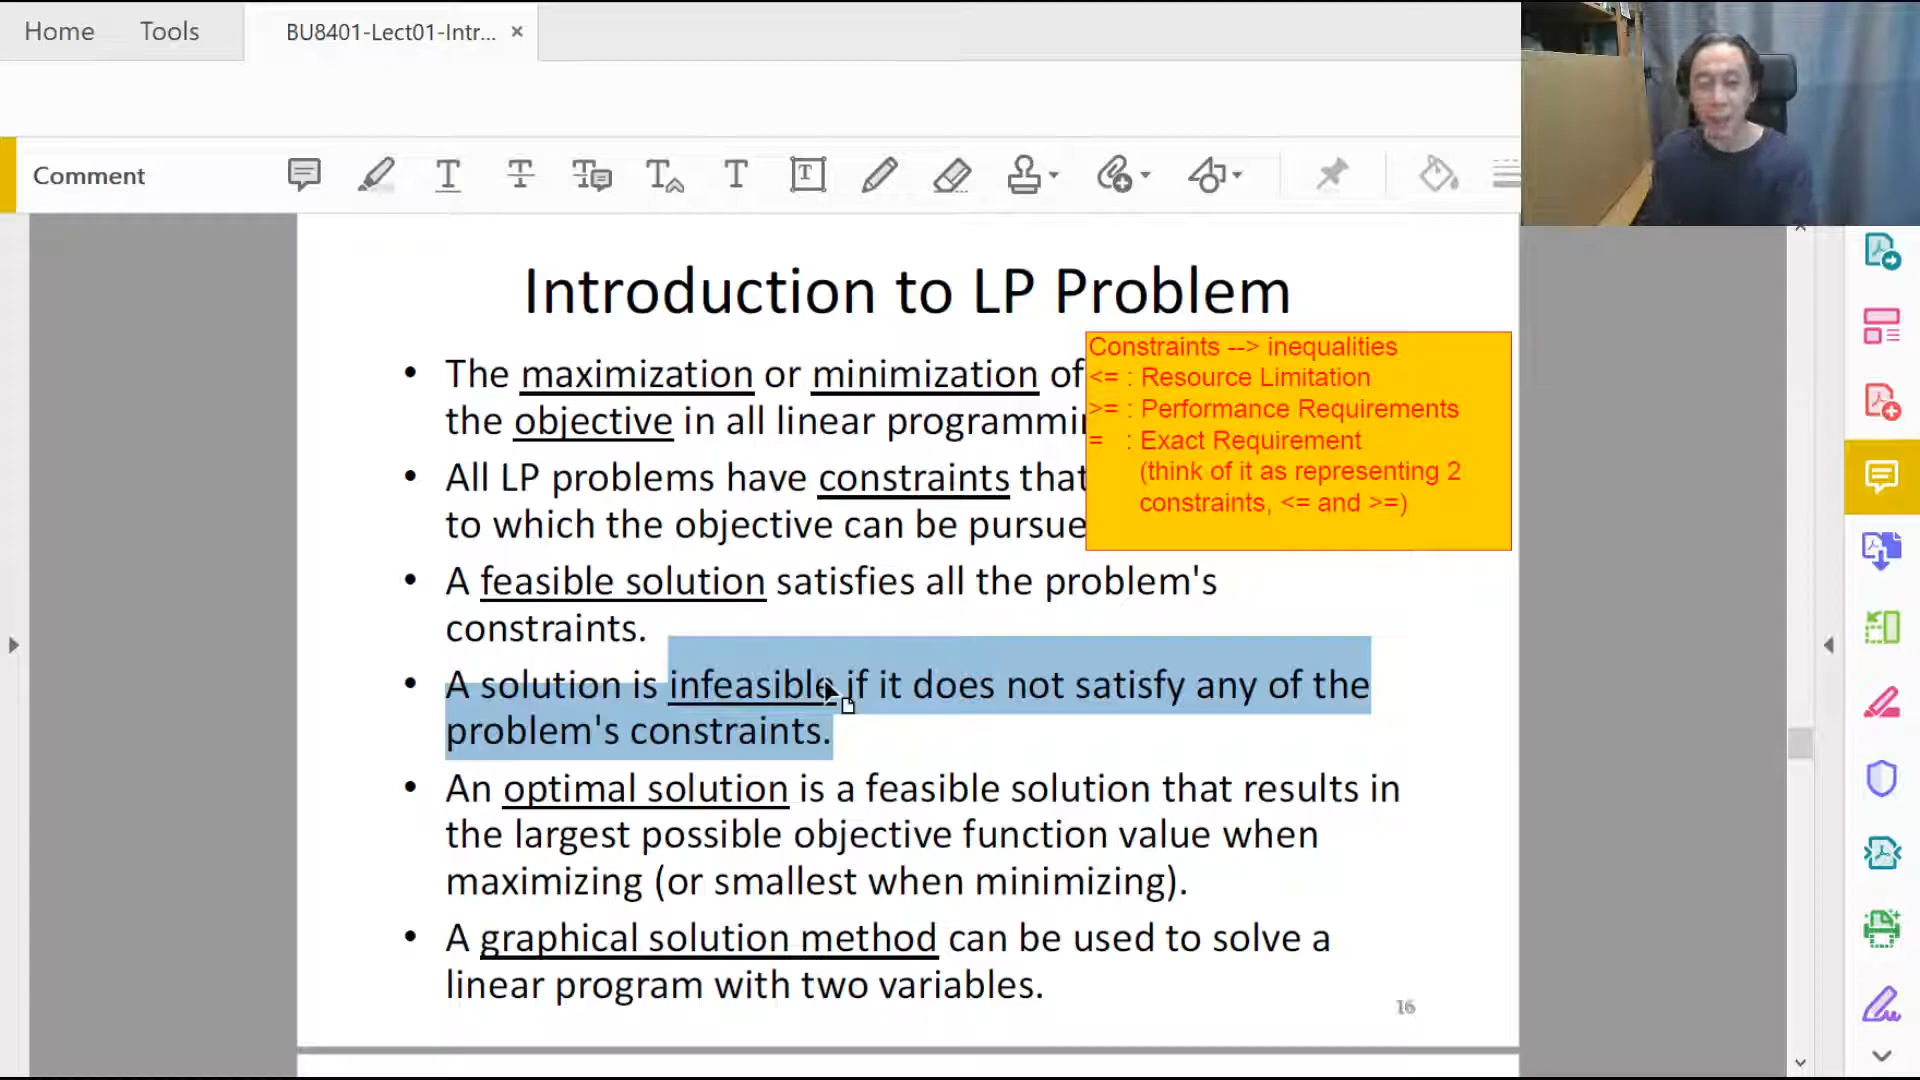 Home Tools BU8401-Lect01-Intr... ×
Comment
Introduction to LP Problem
• The maximization or minimization of
the objective in all linear programmin
• All LP problems have constraints that
to which the objective can be pursue
Constraints --> inequalities
<= : Resource Limitation
>= : Performance Requirements
= : Exact Requirement
(think of it as representing 2
constraints, <= and >=)
• A feasible solution satisfies all the problem's
constraints.
• A solution is infeasible if it does not satisfy any of the
problem's constraints.
• An optimal solution is a feasible solution that results in
the largest possible objective function value when
maximizing (or smallest when minimizing).
• A graphical solution method can be used to solve a
linear program with two variables.
16